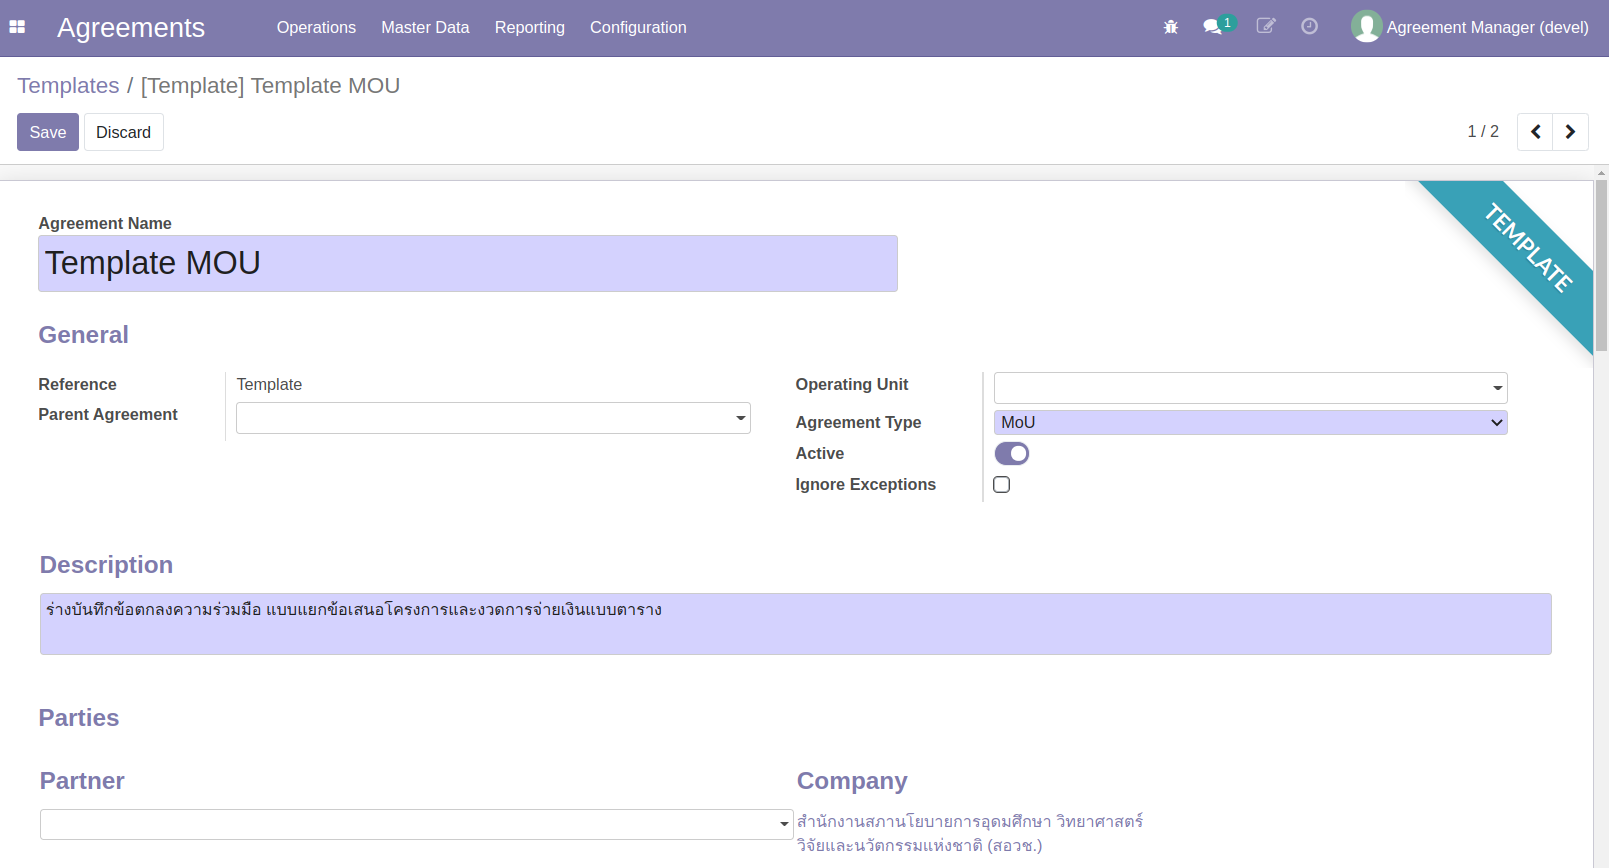 Agreements
Operations
Master Data
Reporting
Configuration
1
Agreement Manager (devel)
Templates / [Template] Template MOU
Save
Discard
1 / 2
TEMPLATE
Agreement Name
Template MOU
General
Reference
Template
Parent Agreement
Operating Unit
Agreement Type
MoU
Active
Ignore Exceptions
Description
ร่างบันทึกข้อตกลงความร่วมมือ แบบแยกข้อเสนอโครงการและงวดการจ่ายเงินแบบตาราง
Parties
Partner
Company
สำนักงานสภานโยบายการอุดมศึกษา วิทยาศาสตร์
วิจัยและนวัตกรรมแห่งชาติ (สอวช.)